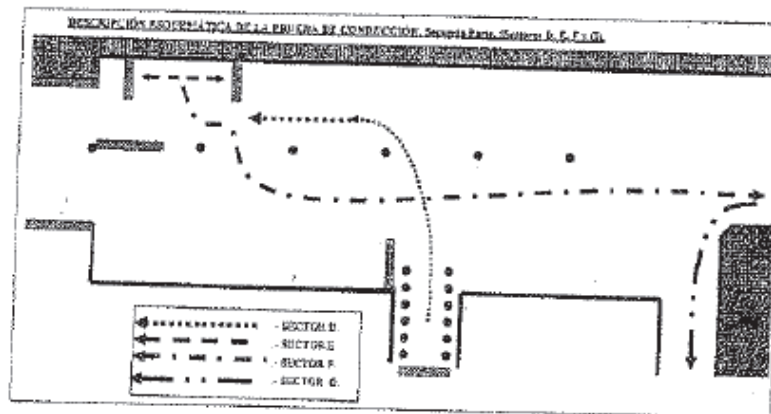 DESCRIPCIÓN ESQUEMÁTICA DE LA PRUEBA DE CONDUCCIÓN. Segunda Parte. (Sectores D, E, F y G).
- SECTOR D.
- SECTOR E
- SECTOR F.
- SECTOR G.